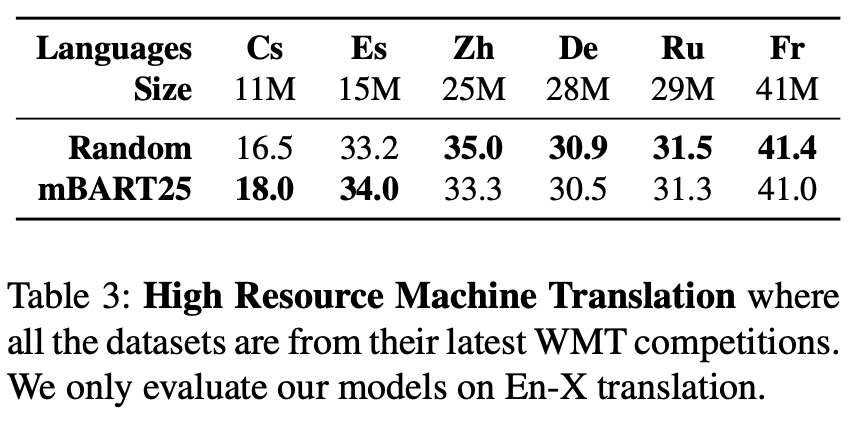 Languages Cs Es Zh De Ru Fr
Size 11M 15M 25M 28M 29M 41M
Random 16.5 33.2 35.0 30.9 31.5 41.4
mBART25 18.0 34.0 33.3 30.5 31.3 41.0
Table 3: High Resource Machine Translation where
all the datasets are from their latest WMT competitions.
We only evaluate our models on En-X translation.